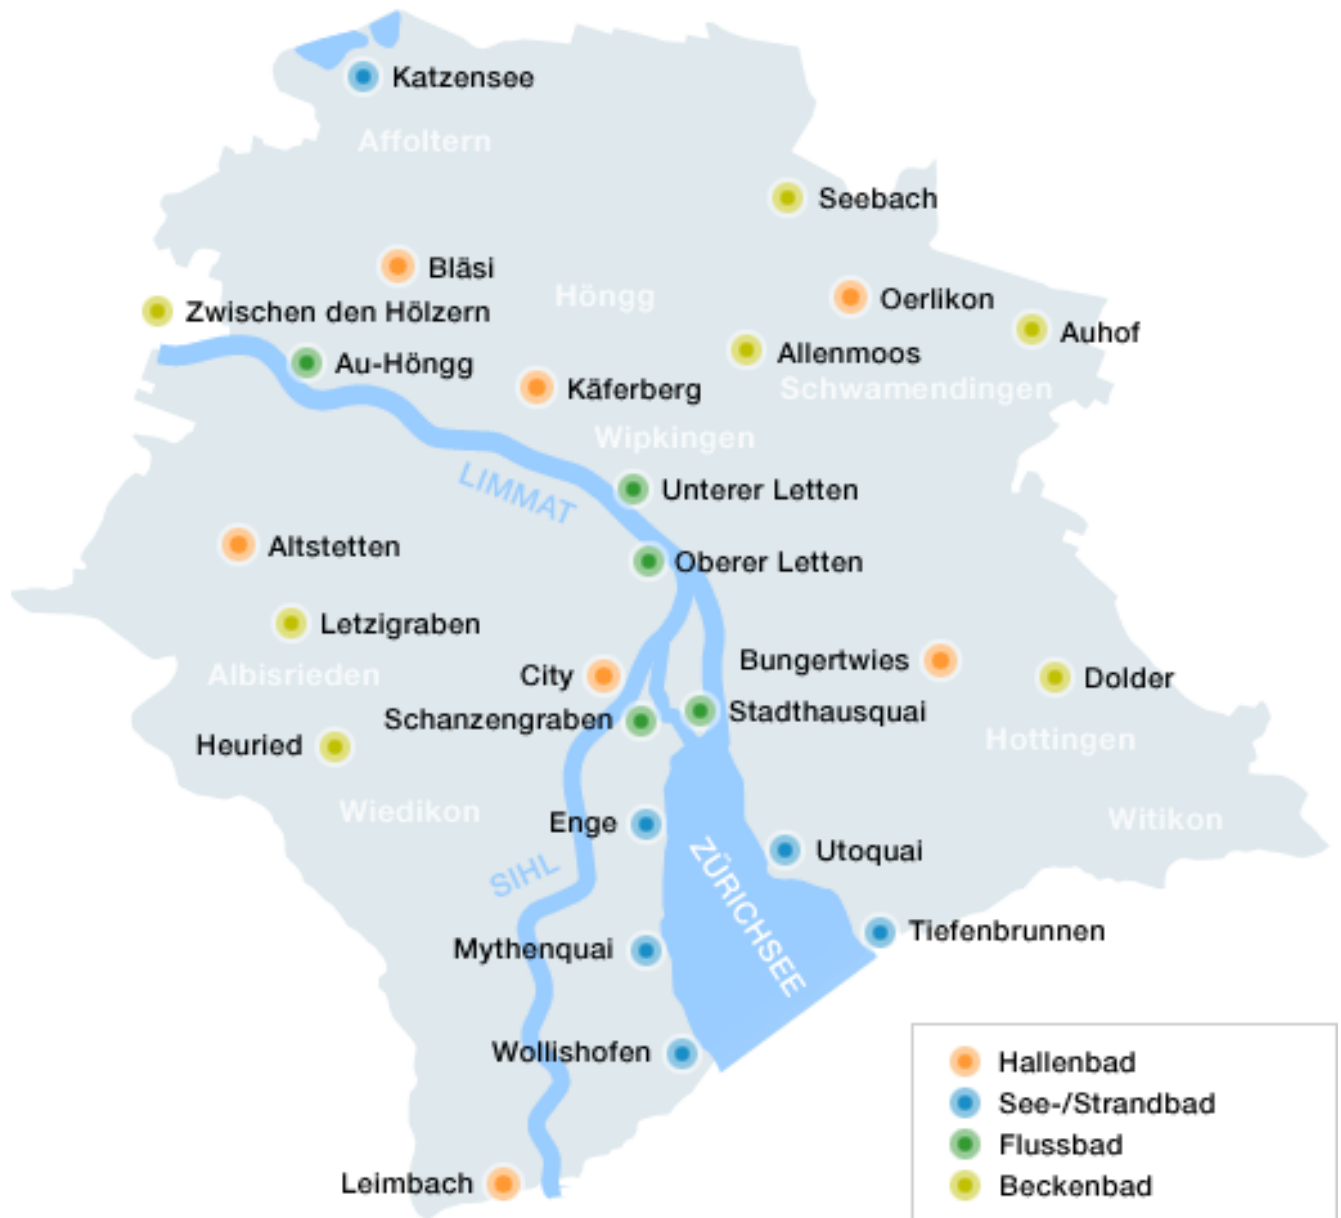 Katzensee
Affoltern
Seebach
Bläsi
Höngg
Oerlikon
Zwischen den Hölzern
Auhof
Allenmoos
Au-Höngg
Käferberg
Schwamendingen
Wipkingen
LIMMAT
Unterer Letten
Altstetten
Oberer Letten
Letzigraben
Albisrieden
City
Bungertwies
Dolder
Schanzengraben
Stadthausquai
Heuried
Hottingen
Wiedikon
Enge
Witikon
Utoquai
SIHL
ZÜRICHSEE
Mythenquai
Tiefenbrunnen
Wollishofen
Leimbach
Hallenbad
See-/Strandbad
Flussbad
Beckenbad